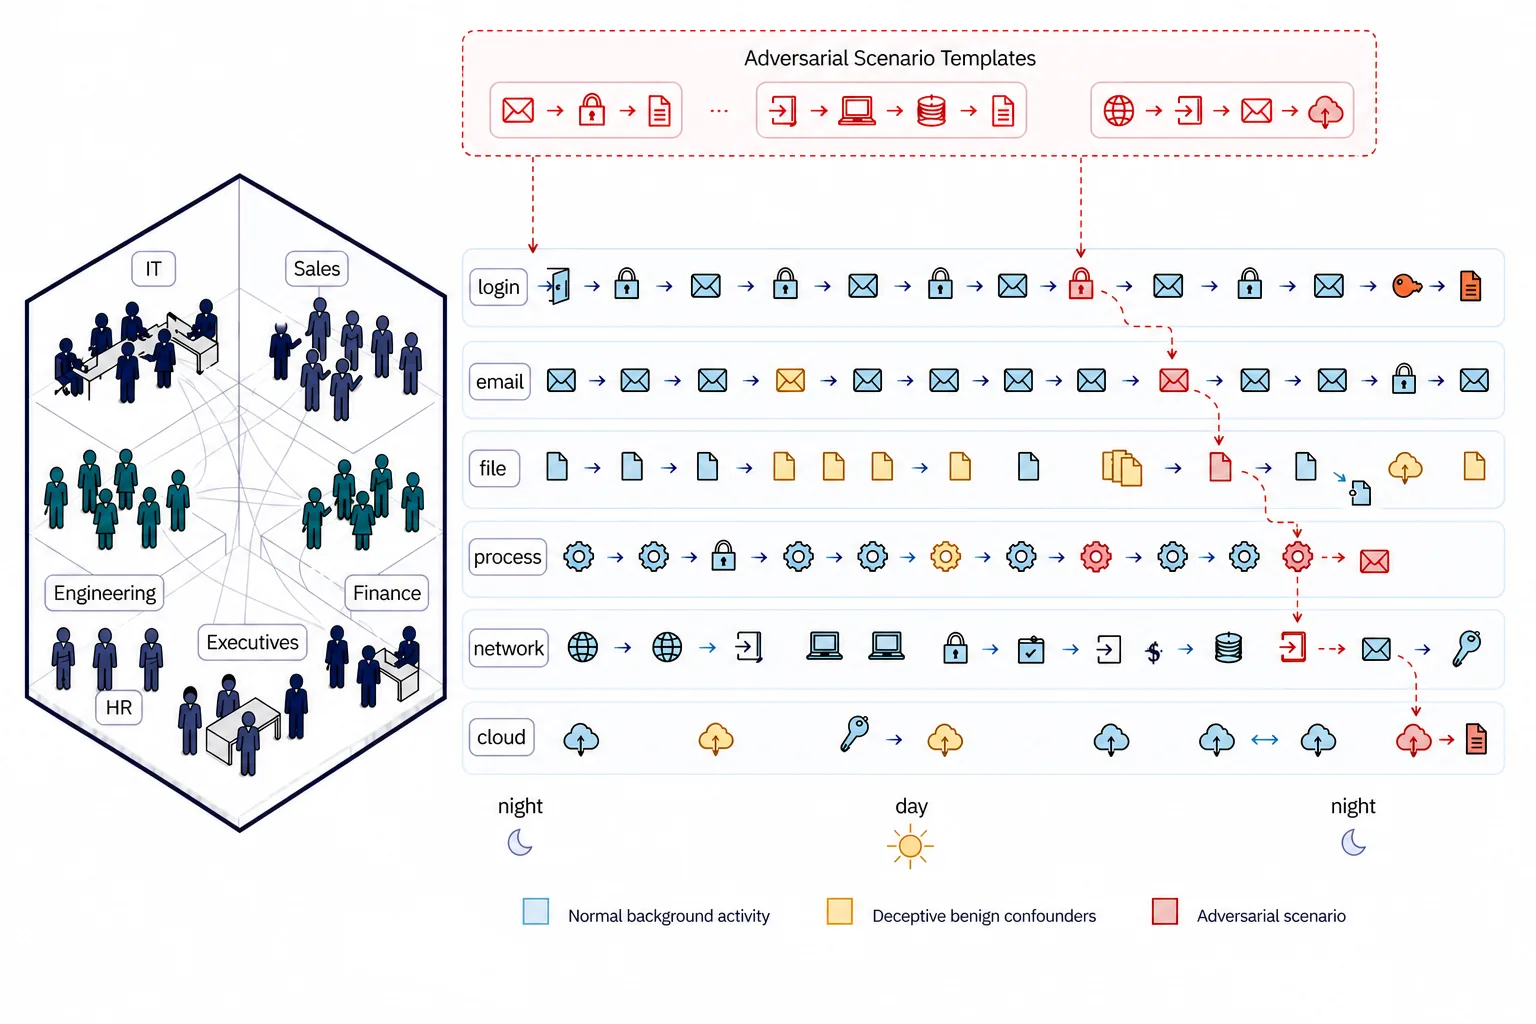 Adversarial Scenario Templates
...
IT
Sales
Engineering
Finance
Executives
HR
login
email
file
process
network
$
cloud
night
day
night
Normal background activity
Deceptive benign confounders
Adversarial scenario